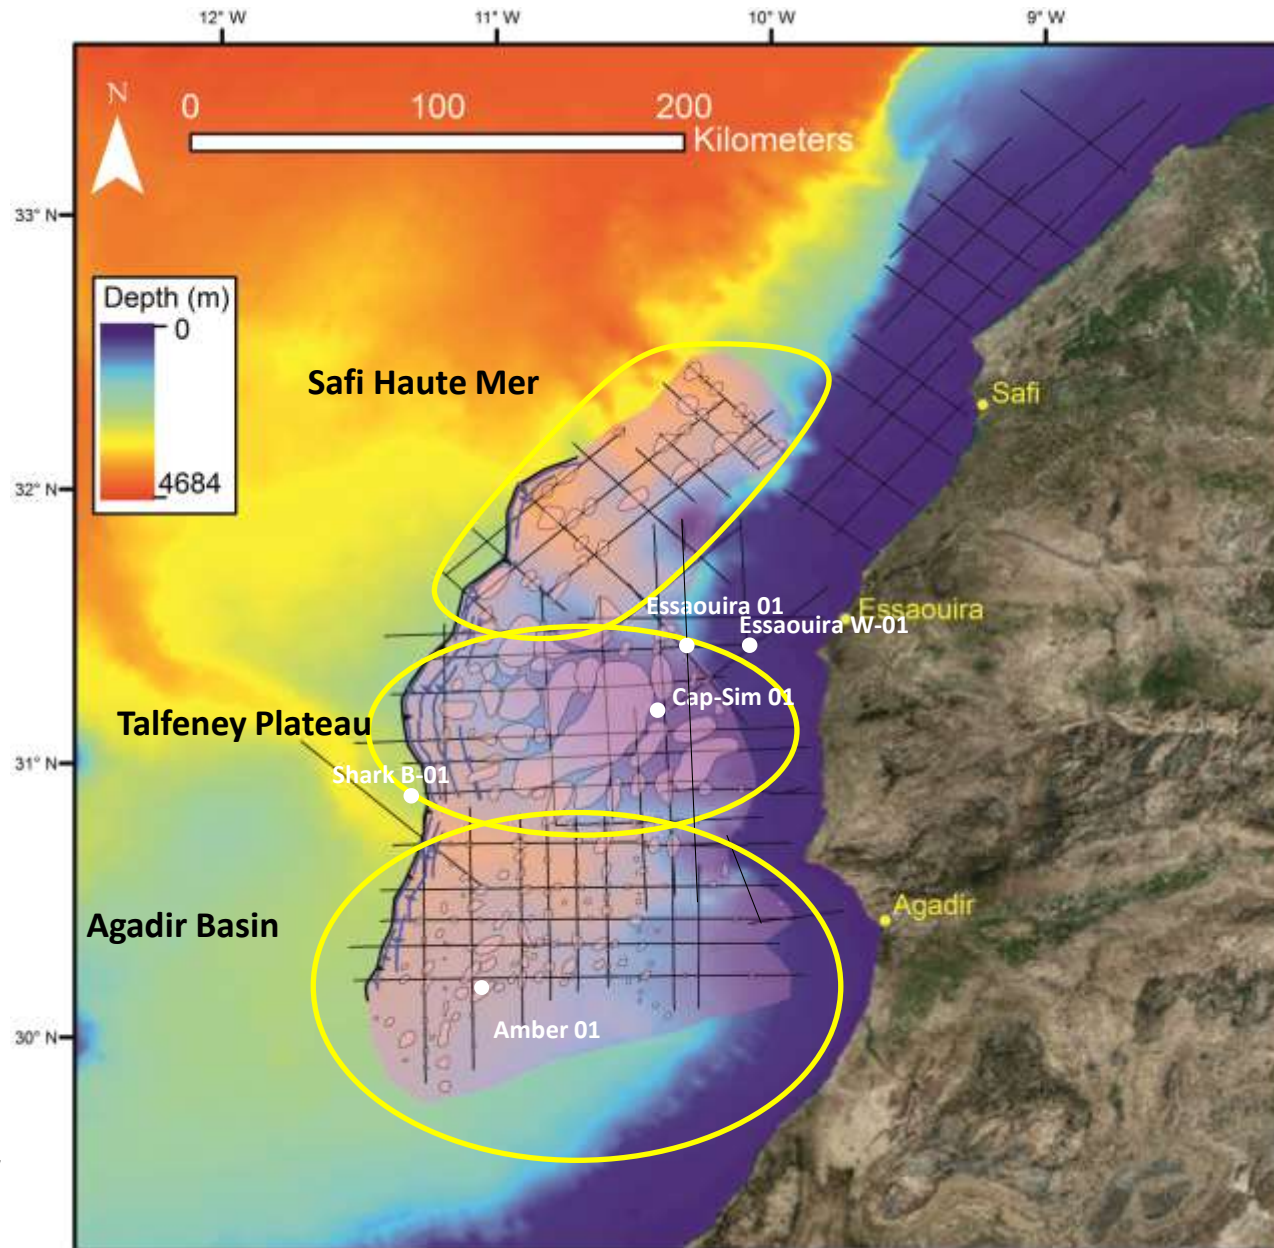 12° W
11° W
10° W
9° W
N
0
100
200
Kilometers
33° N
Depth (m)
0
4684
Safi Haute Mer
Safi
32° N
Essaouira 01
Essaouira
Essaouira W-01
Cap-Sim 01
Talfeney Plateau
31° N
Shark B-01
Agadir
Agadir Basin
Amber 01
30° N